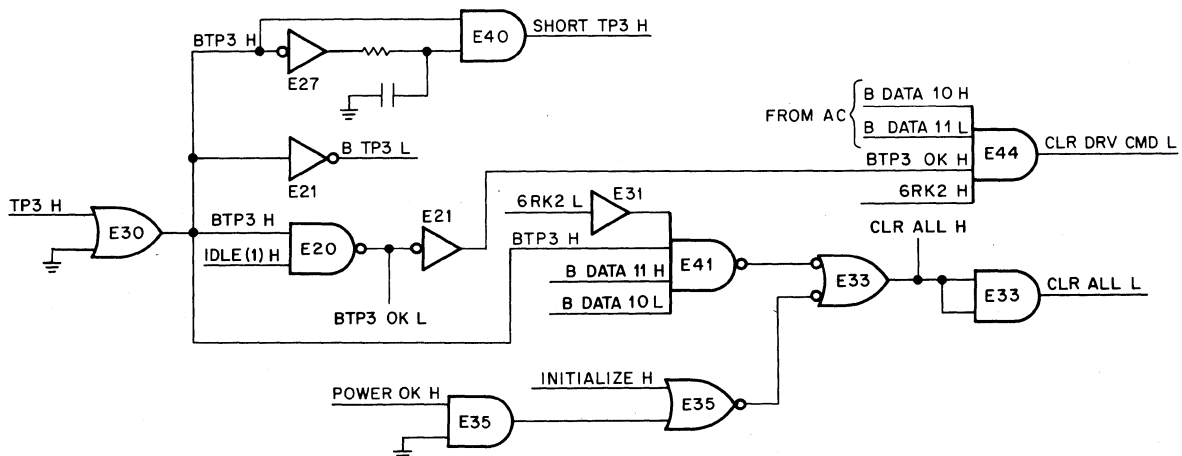 BTP3 H
E27
E40
SHORT TP3 H
E21
B TP3 L
TP3 H
E30
BTP3 H
IDLE(1) H
E20
E21
BTP3 OK L
FROM AC
B DATA 10 H
B DATA 11 L
BTP3 OK H
6RK2 H
E44
CLR DRV CMD L
6RK2 L
E31
BTP3 H
B DATA 11 H
B DATA 10 L
E41
E33
CLR ALL H
E33
CLR ALL L
INITIALIZE H
POWER OK H
E35
E35